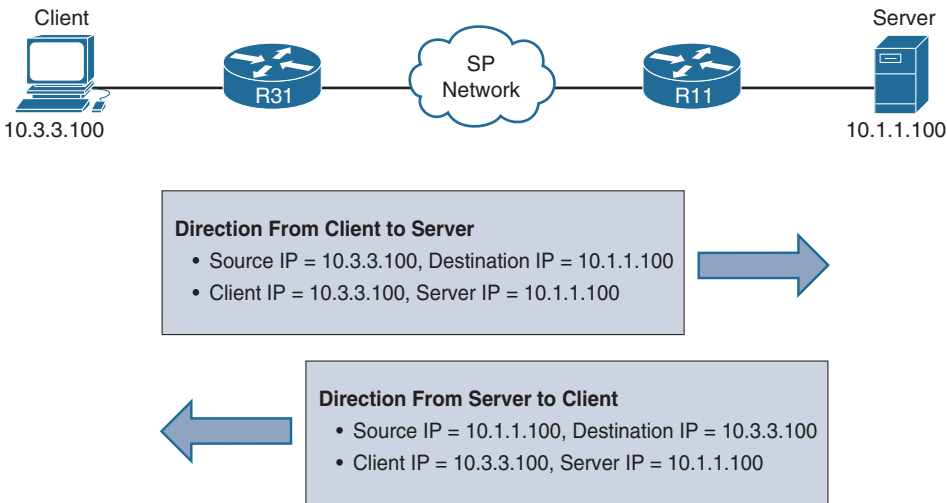 Client
Server
SP
Network
R31
R11
10.3.3.100
10.1.1.100
Direction From Client to Server
• Source IP = 10.3.3.100, Destination IP = 10.1.1.100
• Client IP = 10.3.3.100, Server IP = 10.1.1.100
Direction From Server to Client
• Source IP = 10.1.1.100, Destination IP = 10.3.3.100
• Client IP = 10.3.3.100, Server IP = 10.1.1.100